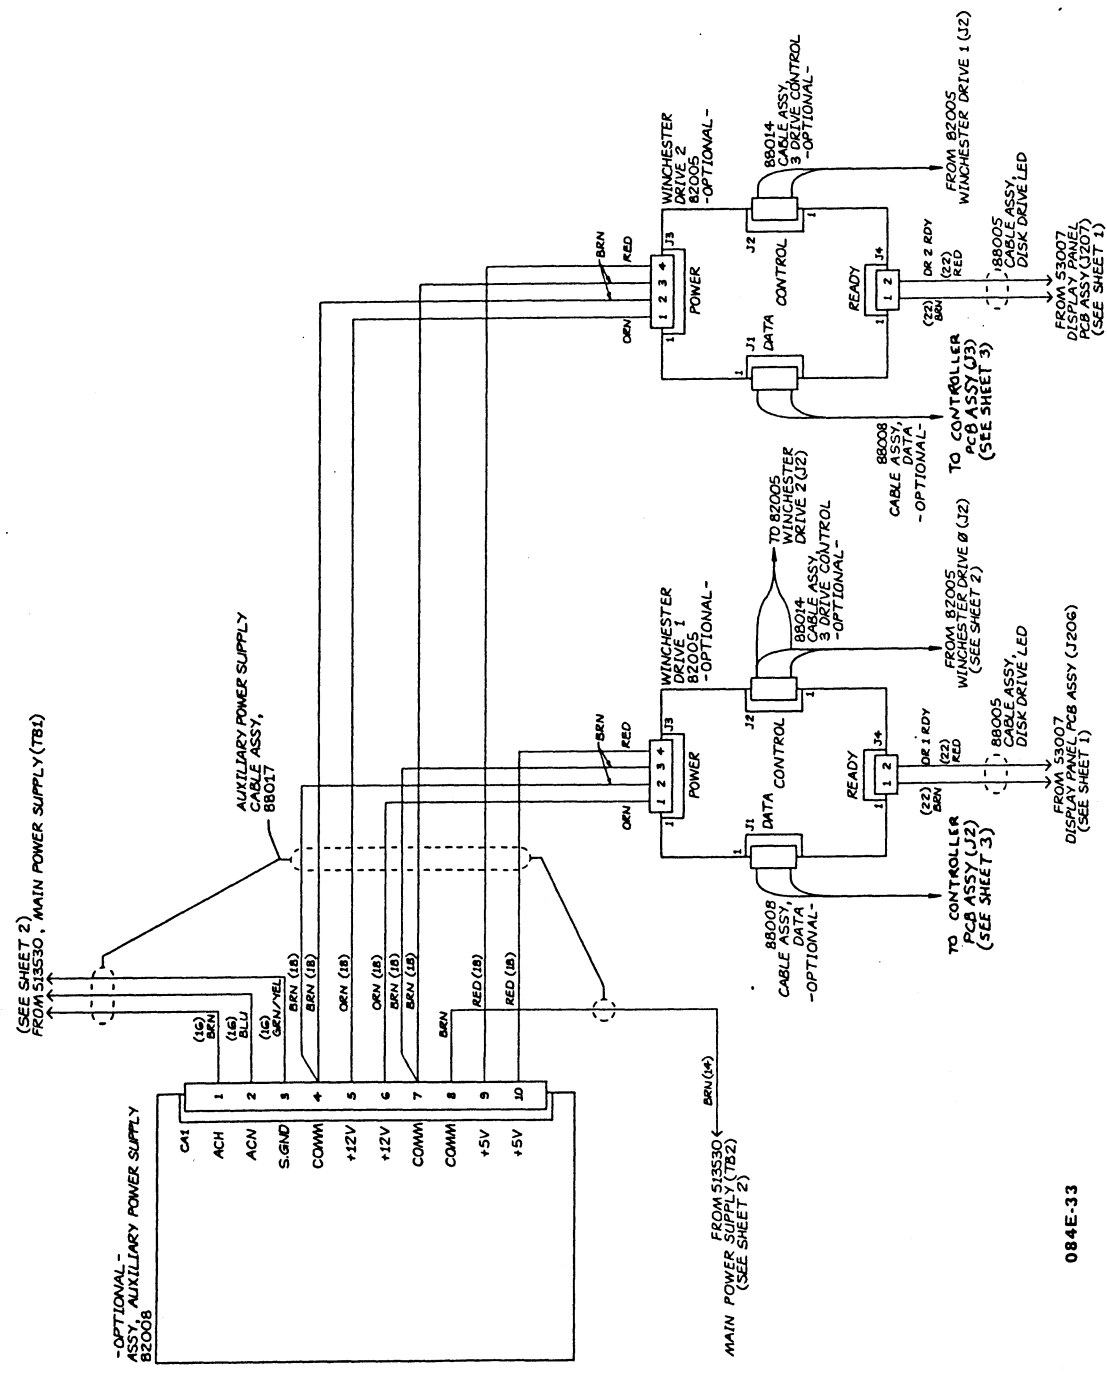 -OPTIONAL-
ASSY, AUXILIARY POWER SUPPLY
82008
CA1
ACH
ACN
S.GND
COMM
+12V
+12V
COMM
COMM
+5V
+5V
1
2
3
4
5
6
7
8
9
10
(SEE SHEET 2)
FROM 513530, MAIN POWER SUPPLY (TB1)
(16)
BRN
(16)
BLU
(16)
GRN/YEL
BRN (18)
BRN (18)
ORN (18)
ORN (18)
BRN (18)
BRN (18)
BRN
RED (18)
RED (18)
BRN (14)
FROM 513530
MAIN POWER SUPPLY (TB2)
(SEE SHEET 2)
AUXILIARY POWER SUPPLY
CABLE ASSY,
88017
WINCHESTER
DRIVE 1
82005
-OPTIONAL-
ORN
BRN
RED
1
1 2 3 4
J3
POWER
J1
1
DATA
CONTROL
J2
1
READY
J4
1
1 2
88008
CABLE ASSY,
DATA
-OPTIONAL-
TO CONTROLLER
PCB ASSY (J2)
(SEE SHEET 3)
TO 82005
WINCHESTER
DRIVE 2 (J2)
88014
CABLE ASSY,
3 DRIVE CONTROL
-OPTIONAL-
FROM 82005
WINCHESTER DRIVE Ø (J2)
(SEE SHEET 2)
(22)
BRN
DR 1 RDY
(22)
RED
88005
CABLE ASSY,
DISK DRIVE LED
FROM 53007
DISPLAY PANEL PCB ASSY (J206)
(SEE SHEET 1)
WINCHESTER
DRIVE 2
82005
-OPTIONAL-
ORN
BRN
RED
1
1 2 3 4
J3
POWER
J1
1
DATA
CONTROL
J2
1
READY
J4
1
1 2
88008
CABLE ASSY,
DATA
-OPTIONAL-
TO CONTROLLER
PCB ASSY (J3)
(SEE SHEET 3)
88014
CABLE ASSY,
3 DRIVE CONTROL
-OPTIONAL-
FROM 82005
WINCHESTER DRIVE 1 (J2)
(22)
BRN
DR 2 RDY
(22)
RED
88005
CABLE ASSY,
DISK DRIVE LED
FROM 53007
DISPLAY PANEL
PCB ASSY (J207)
(SEE SHEET 1)
084E-33